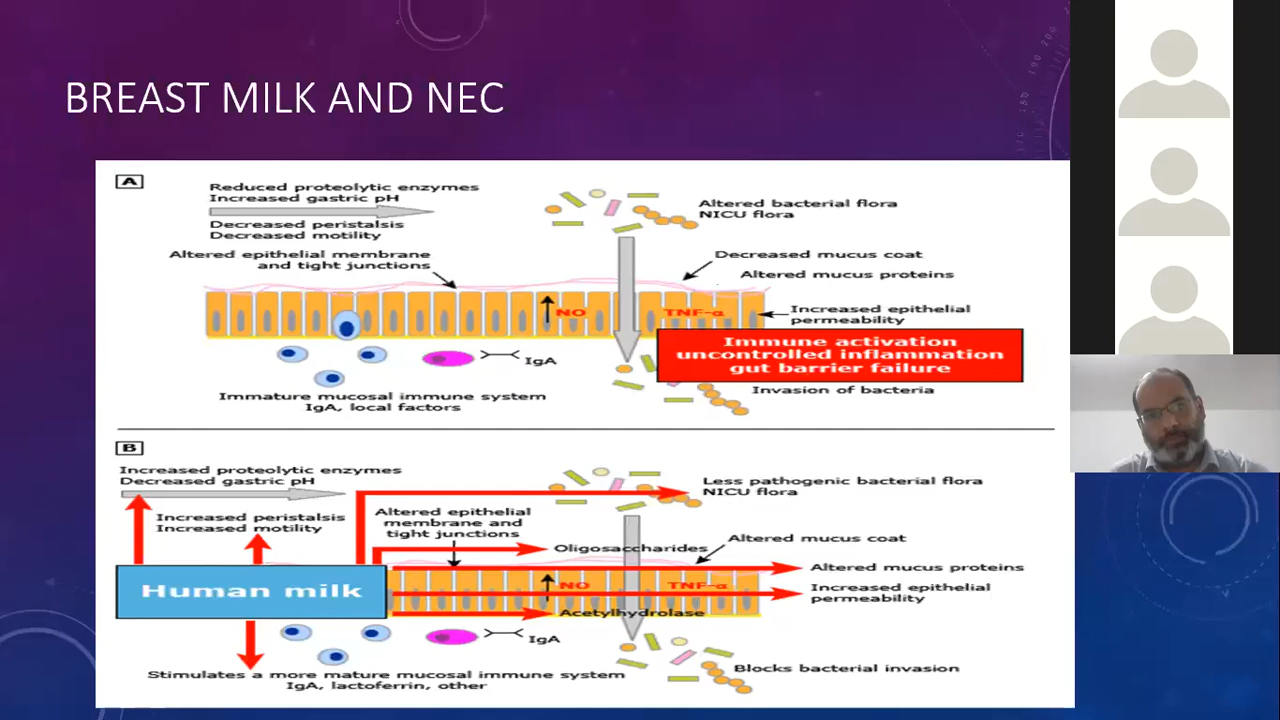 BREAST MILK AND NEC
A
Reduced proteolytic enzymes
Increased gastric pH
Decreased peristalsis
Decreased motility
Altered epithelial membrane
and tight junctions
Altered bacterial flora
NICU flora
Decreased mucus coat
Altered mucus proteins
NO
TNF-α
Increased epithelial
permeability
Immune activation
uncontrolled inflammation
gut barrier failure
IgA
Immature mucosal immune system
IgA, local factors
Invasion of bacteria
B
Increased proteolytic enzymes
Decreased gastric pH
Increased peristalsis
Increased motility
Altered epithelial
membrane and
tight junctions
Less pathogenic bacterial flora
NICU flora
Oligosaccharides
Altered mucus coat
Altered mucus proteins
Human milk
NO
TNF-α
Increased epithelial
permeability
Acetylhydrolase
IgA
Stimulates a more mature mucosal immune system
IgA, lactoferrin, other
Blocks bacterial invasion
180 190 200